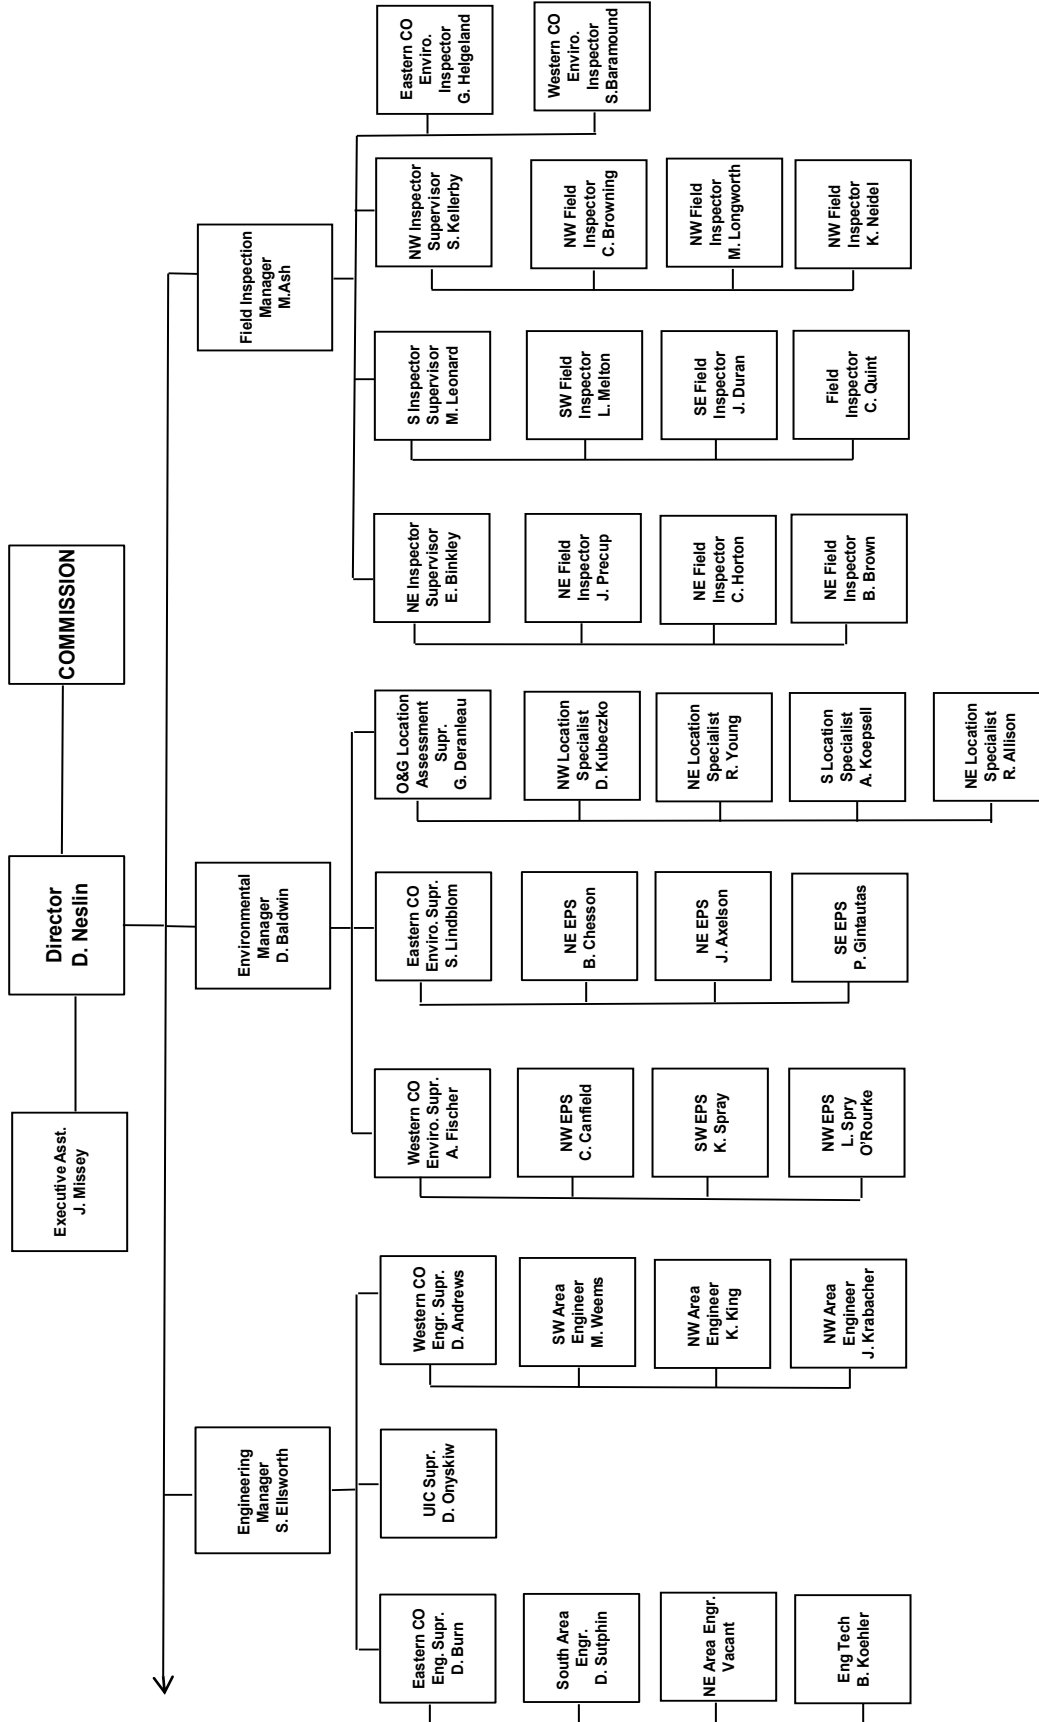 COMMISSION
Director
D. Neslin
Executive Asst.
J. Missey
Engineering
Manager
S. Ellsworth
Environmental
Manager
D. Baldwin
Field Inspection
Manager
M.Ash
Eastern CO
Eng. Supr.
D. Burn
South Area
Engr.
D. Sutphin
NE Area Engr.
Vacant
Eng Tech
B. Koehler
UIC Supr.
D. Onyskiw
Western CO
Engr. Supr.
D. Andrews
SW Area
Engineer
M. Weems
NW Area
Engineer
K. King
NW Area
Engineer
J. Krabacher
Western CO
Enviro. Supr.
A. Fischer
NW EPS
C. Canfield
SW EPS
K. Spray
NW EPS
L. Spry
O'Rourke
Eastern CO
Enviro. Supr.
S. Lindblom
NE EPS
B. Chesson
NE EPS
J. Axelson
SE EPS
P. Gintautas
O&G Location
Assessment
Supr.
G. Deranleau
NW Location
Specialist
D. Kubeczko
NE Location
Specialist
R. Young
S Location
Specialist
A. Koepsell
NE Location
Specialist
R. Allison
NE Inspector
Supervisor
E. Binkley
NE Field
Inspector
J. Precup
NE Field
Inspector
C. Horton
NE Field
Inspector
B. Brown
S Inspector
Supervisor
M. Leonard
SW Field
Inspector
L. Melton
SE Field
Inspector
J. Duran
Field
Inspector
C. Quint
NW Inspector
Supervisor
S. Kellerby
NW Field
Inspector
C. Browning
NW Field
Inspector
M. Longworth
NW Field
Inspector
K. Neidel
Eastern CO
Enviro.
Inspector
G. Helgeland
Western CO
Enviro.
Inspector
S.Baramound